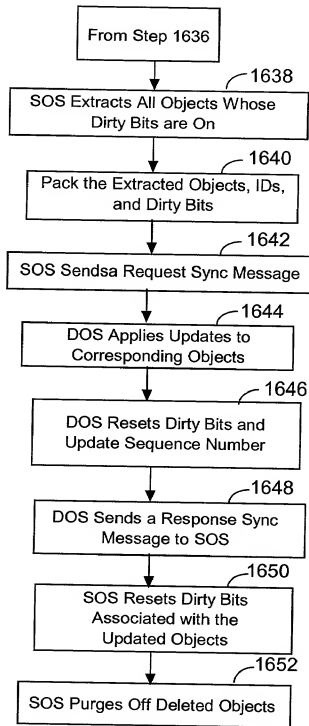 From Step 1636
1638
SOS Extracts All Objects Whose
Dirty Bits are On
1640
Pack the Extracted Objects, IDs,
and Dirty Bits
1642
SOS Sendsa Request Sync Message
1644
DOS Applies Updates to
Corresponding Objects
1646
DOS Resets Dirty Bits and
Update Sequence Number
1648
DOS Sends a Response Sync
Message to SOS
1650
SOS Resets Dirty Bits
Associated with the
Updated Objects
1652
SOS Purges Off Deleted Objects